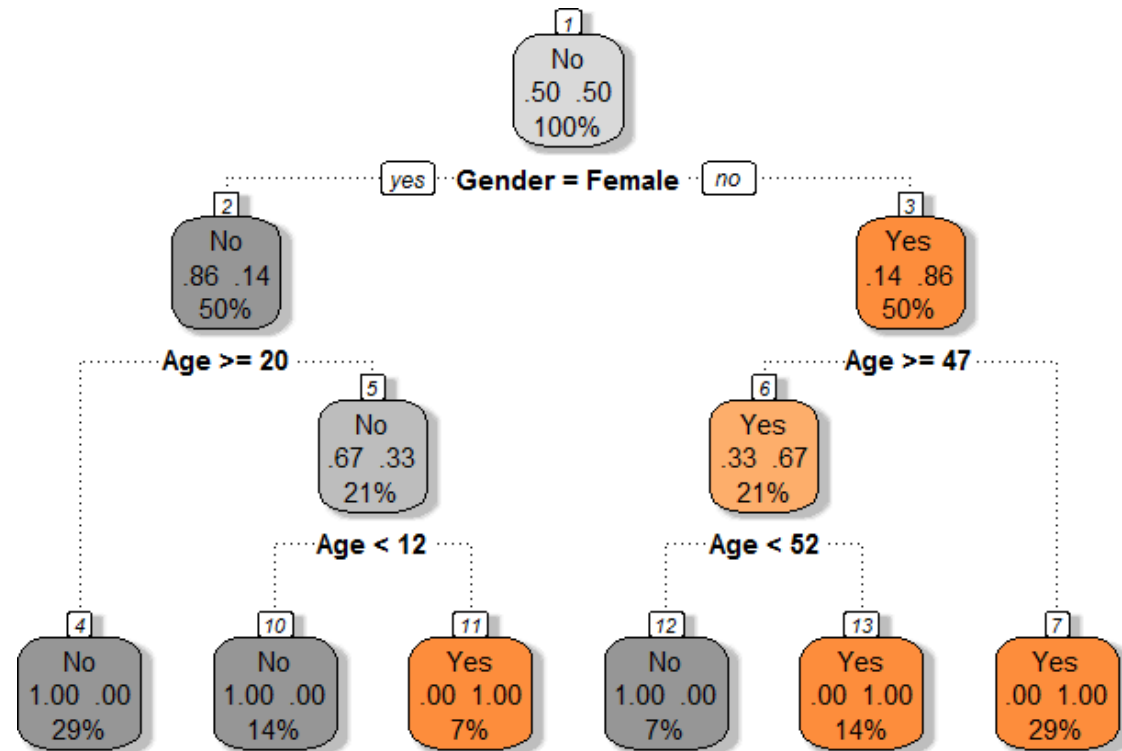 1
No
.50 .50
100%
yes Gender = Female no
2
No
.86 .14
50%
3
Yes
.14 .86
50%
Age >= 20
Age >= 47
5
No
.67 .33
21%
6
Yes
.33 .67
21%
Age < 12
Age < 52
4
No
1.00 .00
29%
10
No
1.00 .00
14%
11
Yes
.00 1.00
7%
12
No
1.00 .00
7%
13
Yes
.00 1.00
14%
7
Yes
.00 1.00
29%